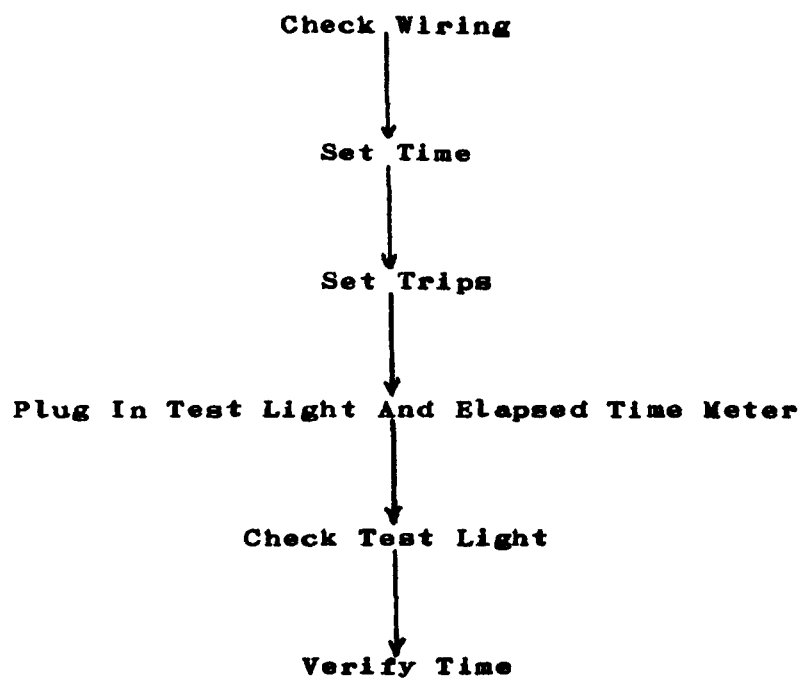 Check Wiring
Set Time
Set Trips
Plug In Test Light And Elapsed Time Meter
Check Test Light
Verify Time